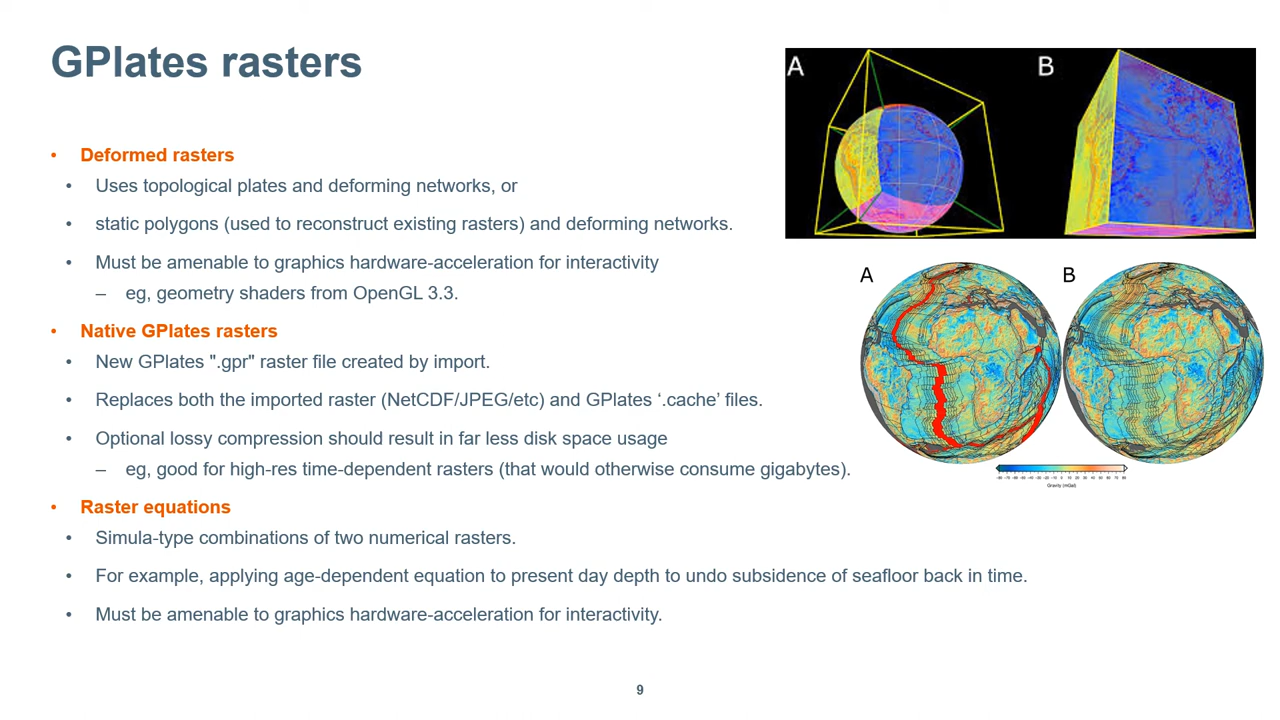 GPlates rasters
• Deformed rasters
• Uses topological plates and deforming networks, or
• static polygons (used to reconstruct existing rasters) and deforming networks.
• Must be amenable to graphics hardware-acceleration for interactivity
– eg, geometry shaders from OpenGL 3.3.
• Native GPlates rasters
• New GPlates ".gpr" raster file created by import.
• Replaces both the imported raster (NetCDF/JPEG/etc) and GPlates ‘.cache’ files.
• Optional lossy compression should result in far less disk space usage
– eg, good for high-res time-dependent rasters (that would otherwise consume gigabytes).
• Raster equations
• Simula-type combinations of two numerical rasters.
• For example, applying age-dependent equation to present day depth to undo subsidence of seafloor back in time.
• Must be amenable to graphics hardware-acceleration for interactivity.
A B
A B
Gravity (mGal)
9